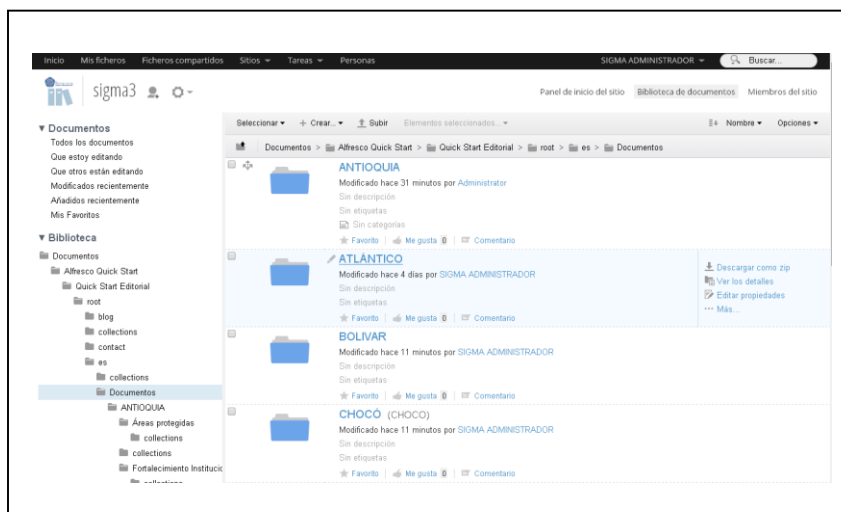 Inicio Mis ficheros Ficheros compartidos Sitios Tareas Personas SIGMA ADMINISTRADOR Buscar...
sigma3 Panel de inicio del sitio Biblioteca de documentos Miembros del sitio
Documentos
Todos los documentos
Que estoy editando
Que otros están editando
Modificados recientemente
Añadidos recientemente
Mis Favoritos
Biblioteca
Documentos
Alfresco Quick Start
Quick Start Editorial
root
blog
collections
contact
es
collections
Documentos
ANTIOQUIA
Áreas protegidas
collections
collections
Fortalecimiento Institucio
Seleccionar + Crear... Subir Elementos seleccionados... Nombre Opciones
Documentos > Alfresco Quick Start > Quick Start Editorial > root > es > Documentos
ANTIOQUIA
Modificado hace 31 minutos por Administrator
Sin descripción
Sin etiquetas
Sin categorías
Favorito Me gusta 0 Comentario
ATLÁNTICO
Modificado hace 4 días por SIGMA ADMINISTRADOR
Sin descripción
Sin etiquetas
Favorito Me gusta 0 Comentario
Descargar como zip
Ver los detalles
Editar propiedades
Más...
BOLIVAR
Modificado hace 11 minutos por SIGMA ADMINISTRADOR
Sin descripción
Sin etiquetas
Favorito Me gusta 0 Comentario
CHOCÓ (CHOCO)
Modificado hace 11 minutos por SIGMA ADMINISTRADOR
Sin descripción
Sin etiquetas
Favorito Me gusta 0 Comentario